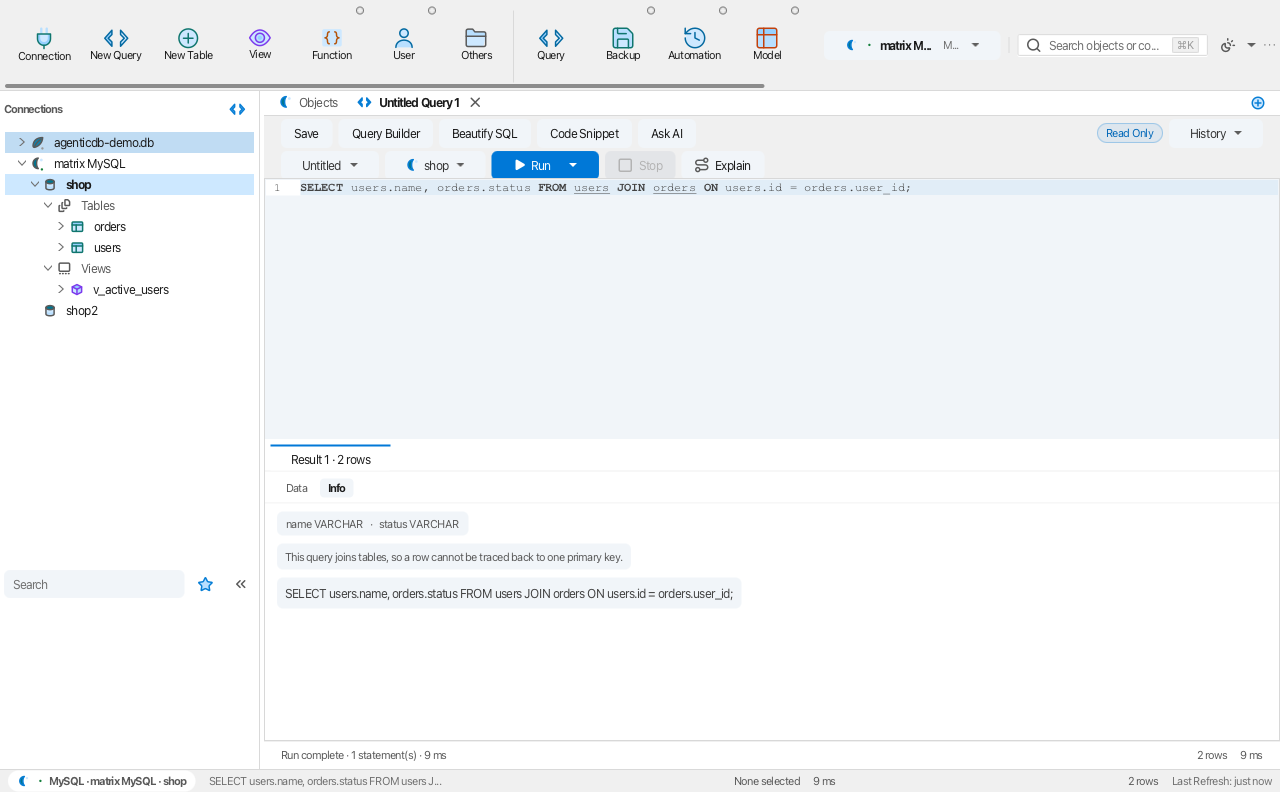 Connection
New Query
New Table
View
Function
User
Others
Query
Backup
Automation
Model
matrix M...
M...
Search objects or co...
⌘K
Connections
Objects
Untitled Query 1
Save
Query Builder
Beautify SQL
Code Snippet
Ask AI
Read Only
History
Untitled
shop
Run
Stop
Explain
agenticdb-demo.db
matrix MySQL
shop
Tables
orders
users
Views
v_active_users
shop2
Search
1 SELECT users.name, orders.status FROM users JOIN orders ON users.id = orders.user_id;
Result 1 · 2 rows
Data
Info
name VARCHAR · status VARCHAR
This query joins tables, so a row cannot be traced back to one primary key.
SELECT users.name, orders.status FROM users JOIN orders ON users.id = orders.user_id;
Run complete · 1 statement(s) · 9 ms
2 rows
9 ms
MySQL · matrix MySQL · shop
SELECT users.name, orders.status FROM users J...
None selected
9 ms
2 rows
Last Refresh: just now